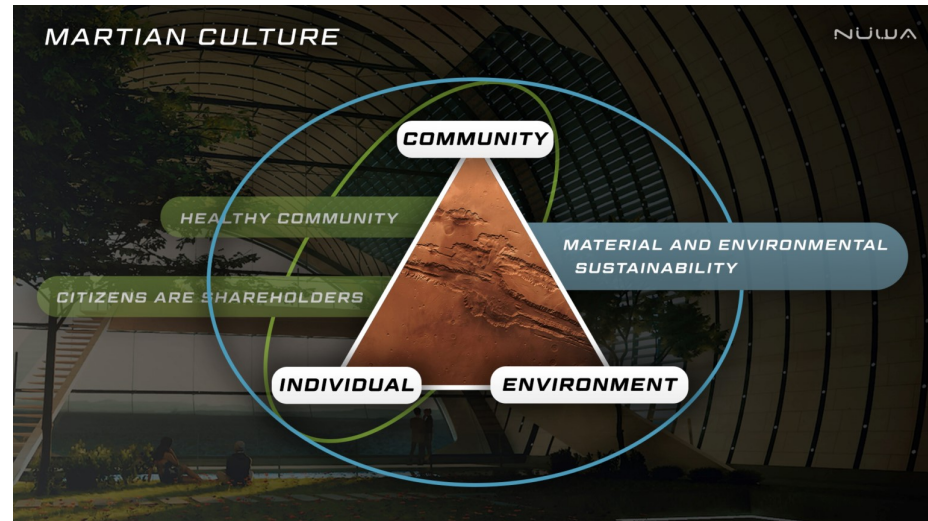 MARTIAN CULTURE
NÜWA
COMMUNITY
HEALTHY COMMUNITY
MATERIAL AND ENVIRONMENTAL
SUSTAINABILITY
CITIZENS ARE SHAREHOLDERS
INDIVIDUAL
ENVIRONMENT